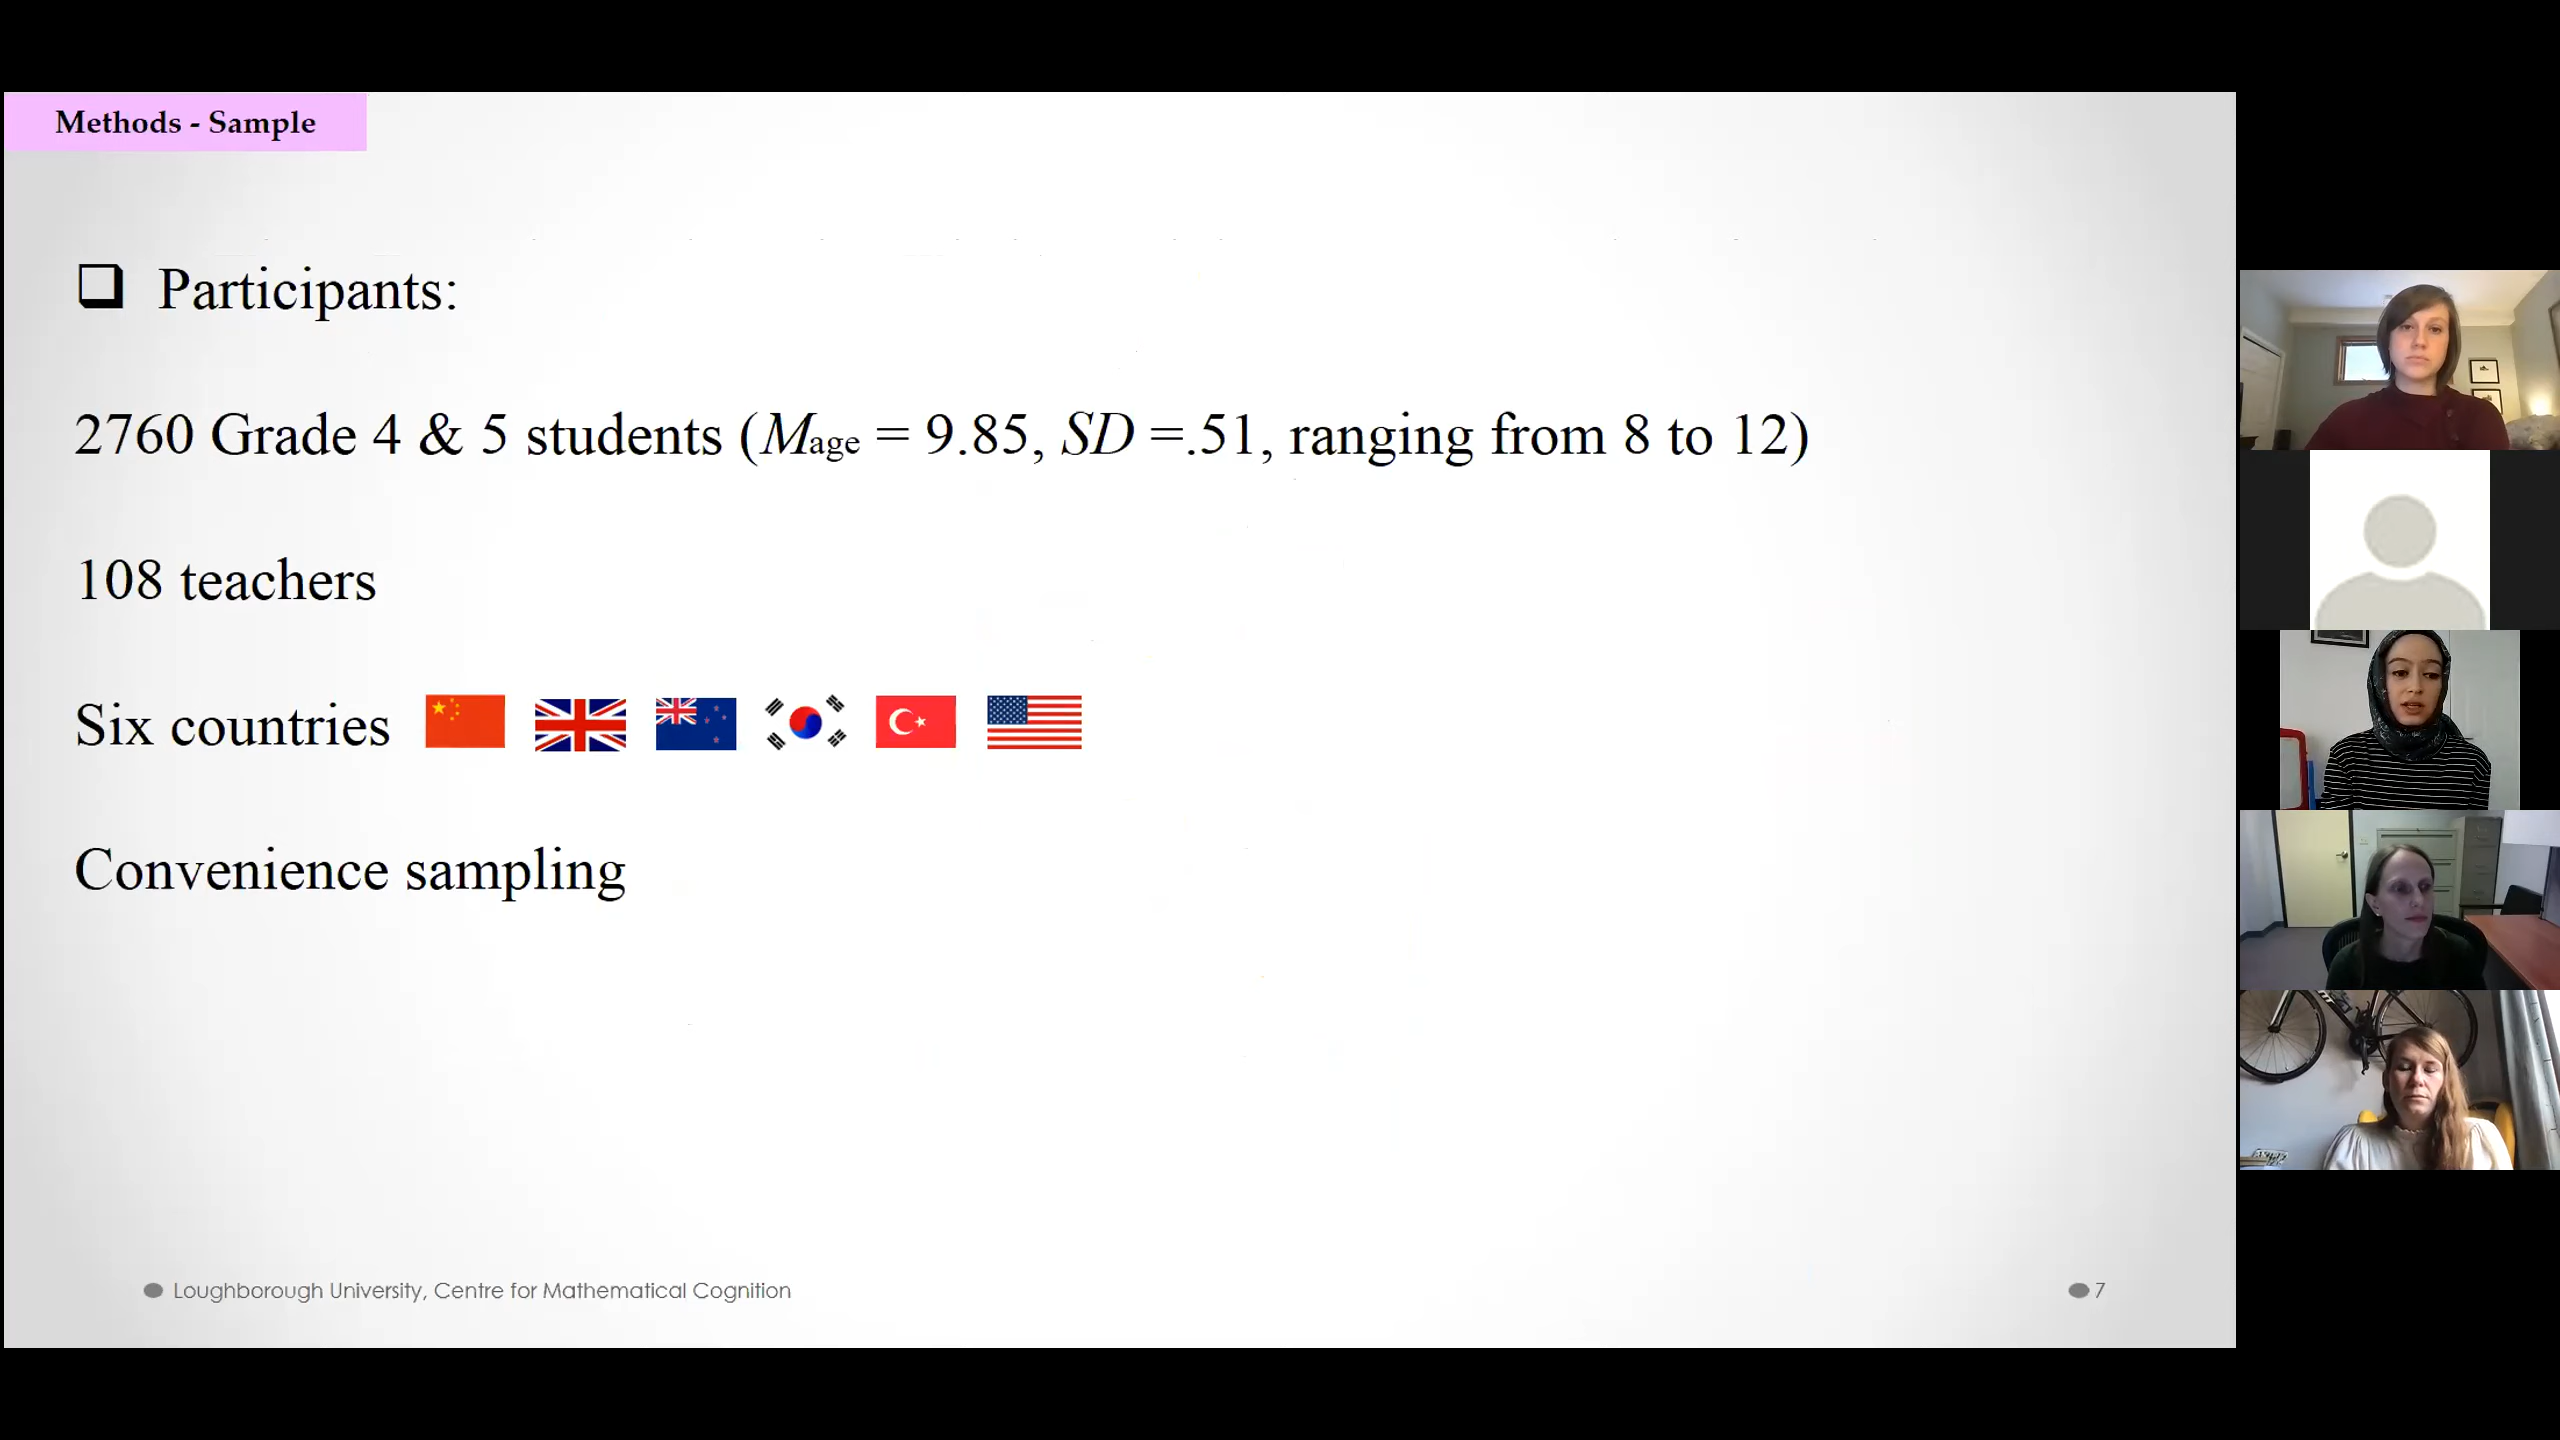 Methods - Sample
Participants:
2760 Grade 4 & 5 students (Mage = 9.85, SD =.51, ranging from 8 to 12)
108 teachers
Six countries
Convenience sampling
Loughborough University, Centre for Mathematical Cognition
7